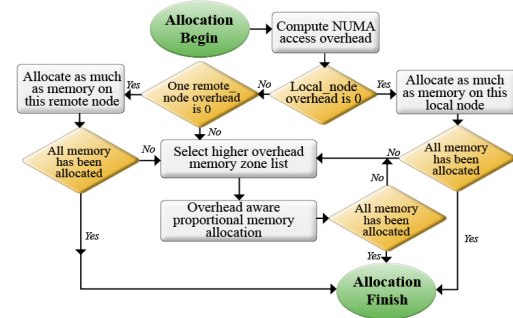 Allocation
Begin
Compute NUMA
access overhead
Allocate as much
as memory on
this remote node
Yes
One remote_
node overhead
is 0
No
Local_node
overhead is 0
Yes
Allocate as much
as memory on this
local node
No
All memory
has been
allocated
No
Select higher overhead
memory zone list
All memory
has been
allocated
No
Overhead aware
proportional memory
allocation
All memory
has been
allocated
Yes
Yes
Yes
Allocation
Finish